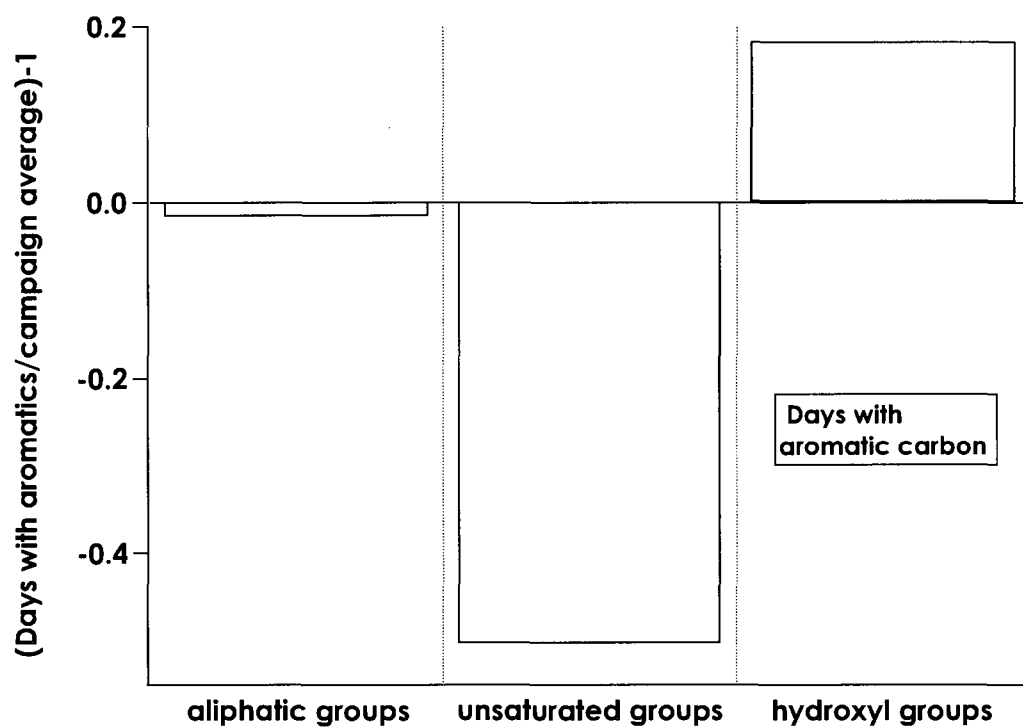 (Days with aromatics/campaign average)-1
0.2
0.0
-0.2
-0.4
Days with
aromatic carbon
aliphatic groups
unsaturated groups
hydroxyl groups